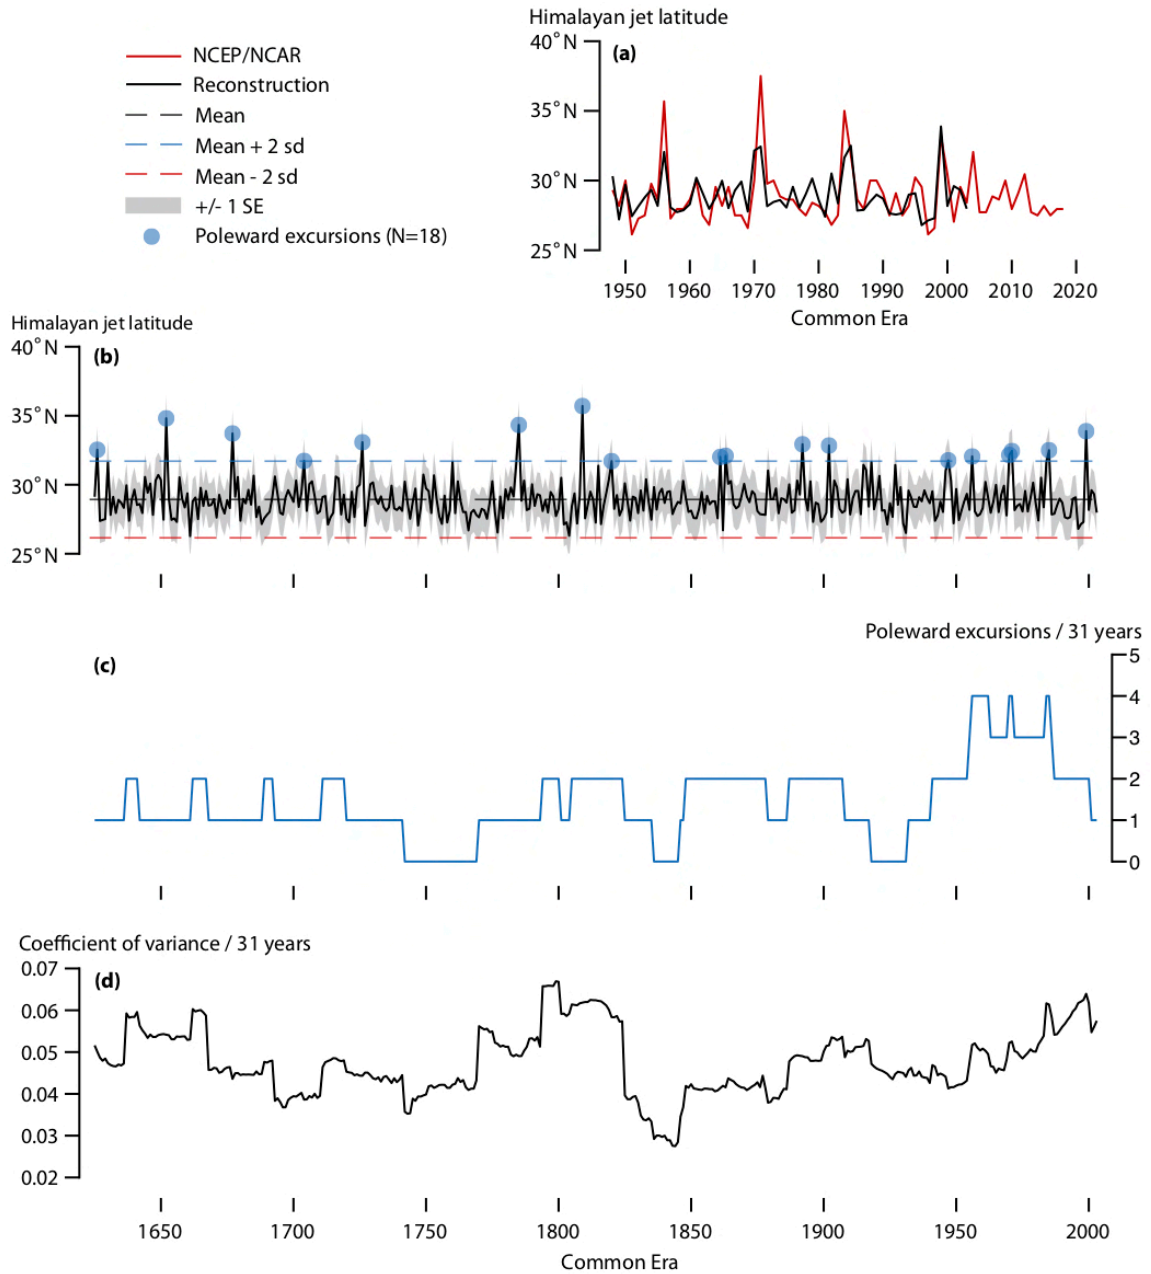 Himalayan jet latitude
NCEP/NCAR
Reconstruction
Mean
Mean + 2 sd
Mean - 2 sd
+/- 1 SE
Poleward excursions (N=18)
40°N
(a)
35°N
30°N
25°N
1950 1960 1970 1980 1990 2000 2010 2020
Common Era
Himalayan jet latitude
40°N
(b)
35°N
30°N
25°N
Poleward excursions / 31 years
(c)
5
4
3
2
1
0
Coefficient of variance / 31 years
0.07
(d)
0.06
0.05
0.04
0.03
0.02
1650 1700 1750 1800 1850 1900 1950 2000
Common Era